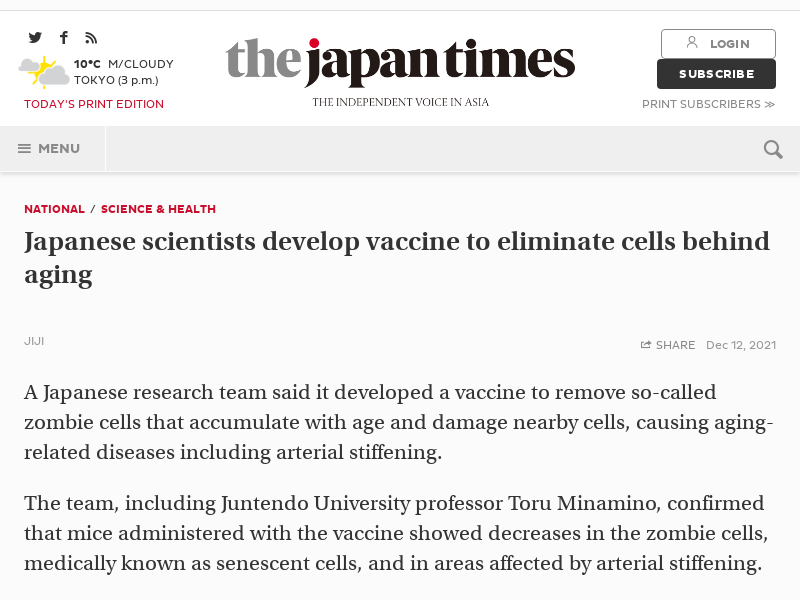 10°C M/CLOUDY
TOKYO (3 p.m.)
TODAY'S PRINT EDITION
the japan times
THE INDEPENDENT VOICE IN ASIA
LOGIN
SUBSCRIBE
PRINT SUBSCRIBERS ≫
MENU
NATIONAL / SCIENCE & HEALTH
Japanese scientists develop vaccine to eliminate cells behind
aging
JIJI
SHARE Dec 12, 2021
A Japanese research team said it developed a vaccine to remove so-called
zombie cells that accumulate with age and damage nearby cells, causing aging-
related diseases including arterial stiffening.
The team, including Juntendo University professor Toru Minamino, confirmed
that mice administered with the vaccine showed decreases in the zombie cells,
medically known as senescent cells, and in areas affected by arterial stiffening.